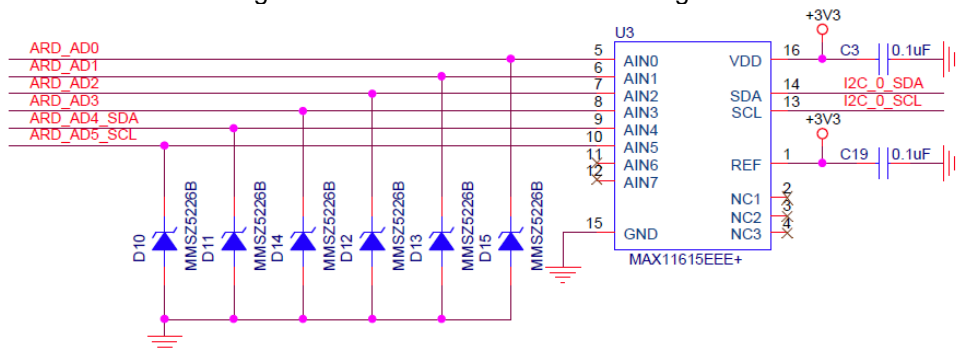 ARD_AD0
ARD_AD1
ARD_AD2
ARD_AD3
ARD_AD4_SDA
ARD_AD5_SCL
U3
5 AIN0
6 AIN1
7 AIN2
8 AIN3
9 AIN4
10 AIN5
11 AIN6
12 AIN7
15 GND
VDD 16
SDA 14
SCL 13
REF 1
NC1 2
NC2 3
NC3 4
MAX11615EEE+
+3V3
C3 0.1uF
I2C_0_SDA
I2C_0_SCL
+3V3
C19 0.1uF
D10 MMSZ5226B
D11 MMSZ5226B
D14 MMSZ5226B
D12 MMSZ5226B
D13 MMSZ5226B
D15 MMSZ5226B